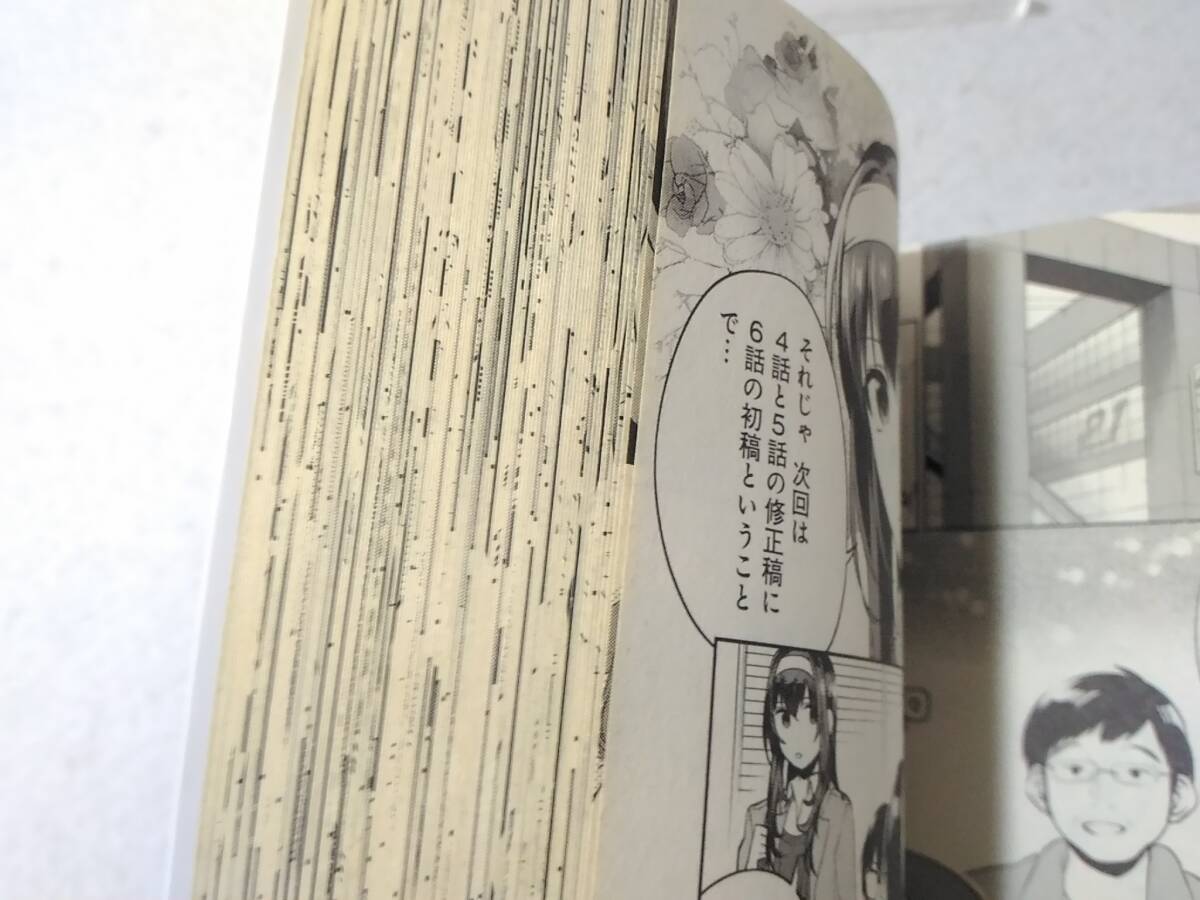 それじゃ 次回は
4話と5話の修正稿に
6話の初稿ということ
で…